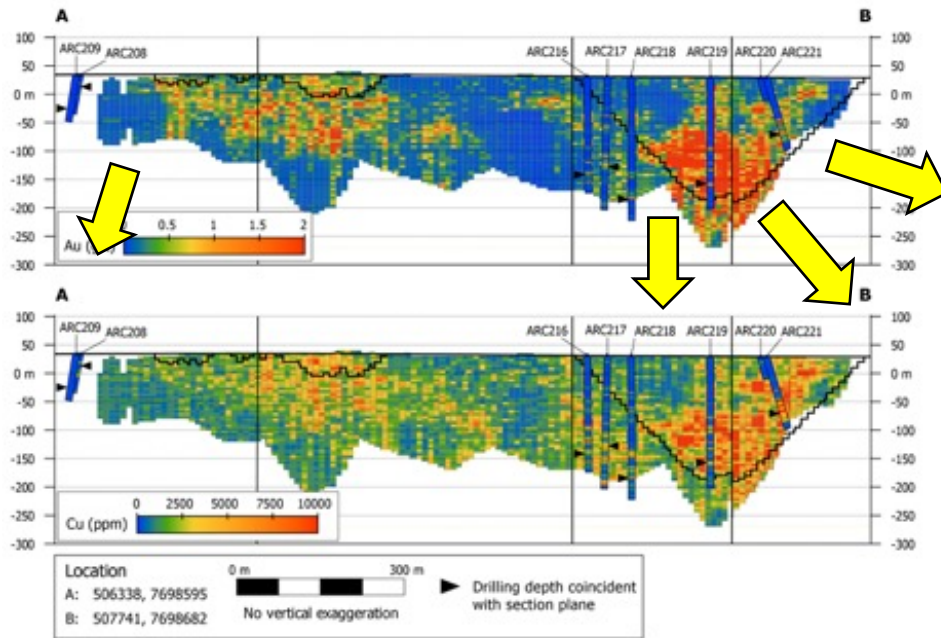 A B
ARC209
ARC208
ARC216 ARC217 ARC218 ARC219 ARC220 ARC221
100 100
50 50
0 m 0 m
-50 -50
-100 -100
-150 -150
-200 -200
-250 -250
-300 -300
0.5 1 1.5 2
Au
A B
ARC209
ARC208
ARC216 ARC217 ARC218 ARC219 ARC220 ARC221
100 100
50 50
0 m 0 m
-50 -50
-100 -100
-150 -150
-200 -200
-250 -250
-300 -300
0 2500 5000 7500 10000
Cu (ppm)
Location
A: 506338, 7698595
B: 507741, 7698682
0 m 300 m
No vertical exaggeration
Drilling depth coincident
with section plane